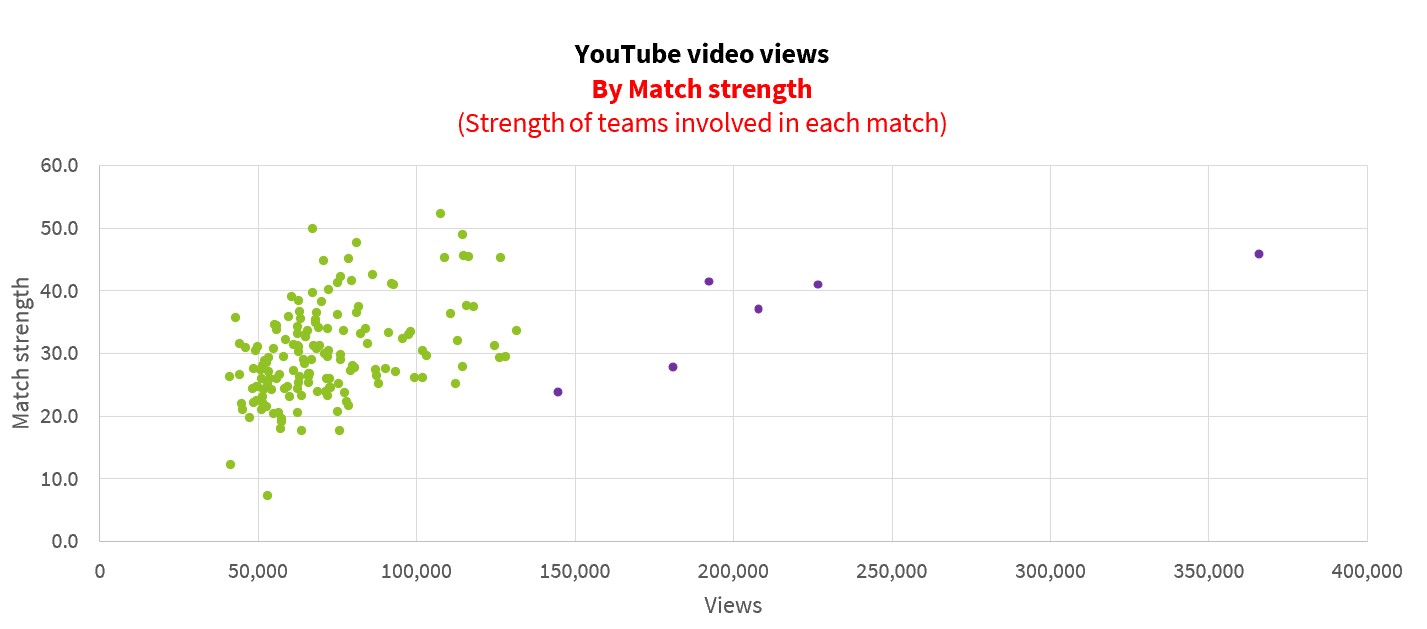 YouTube video views
By Match strength
(Strength of teams involved in each match)
60.0
50.0
40.0
30.0
20.0
10.0
0.0
Match strength
0 50,000 100,000 150,000 200,000 250,000 300,000 350,000 400,000
Views